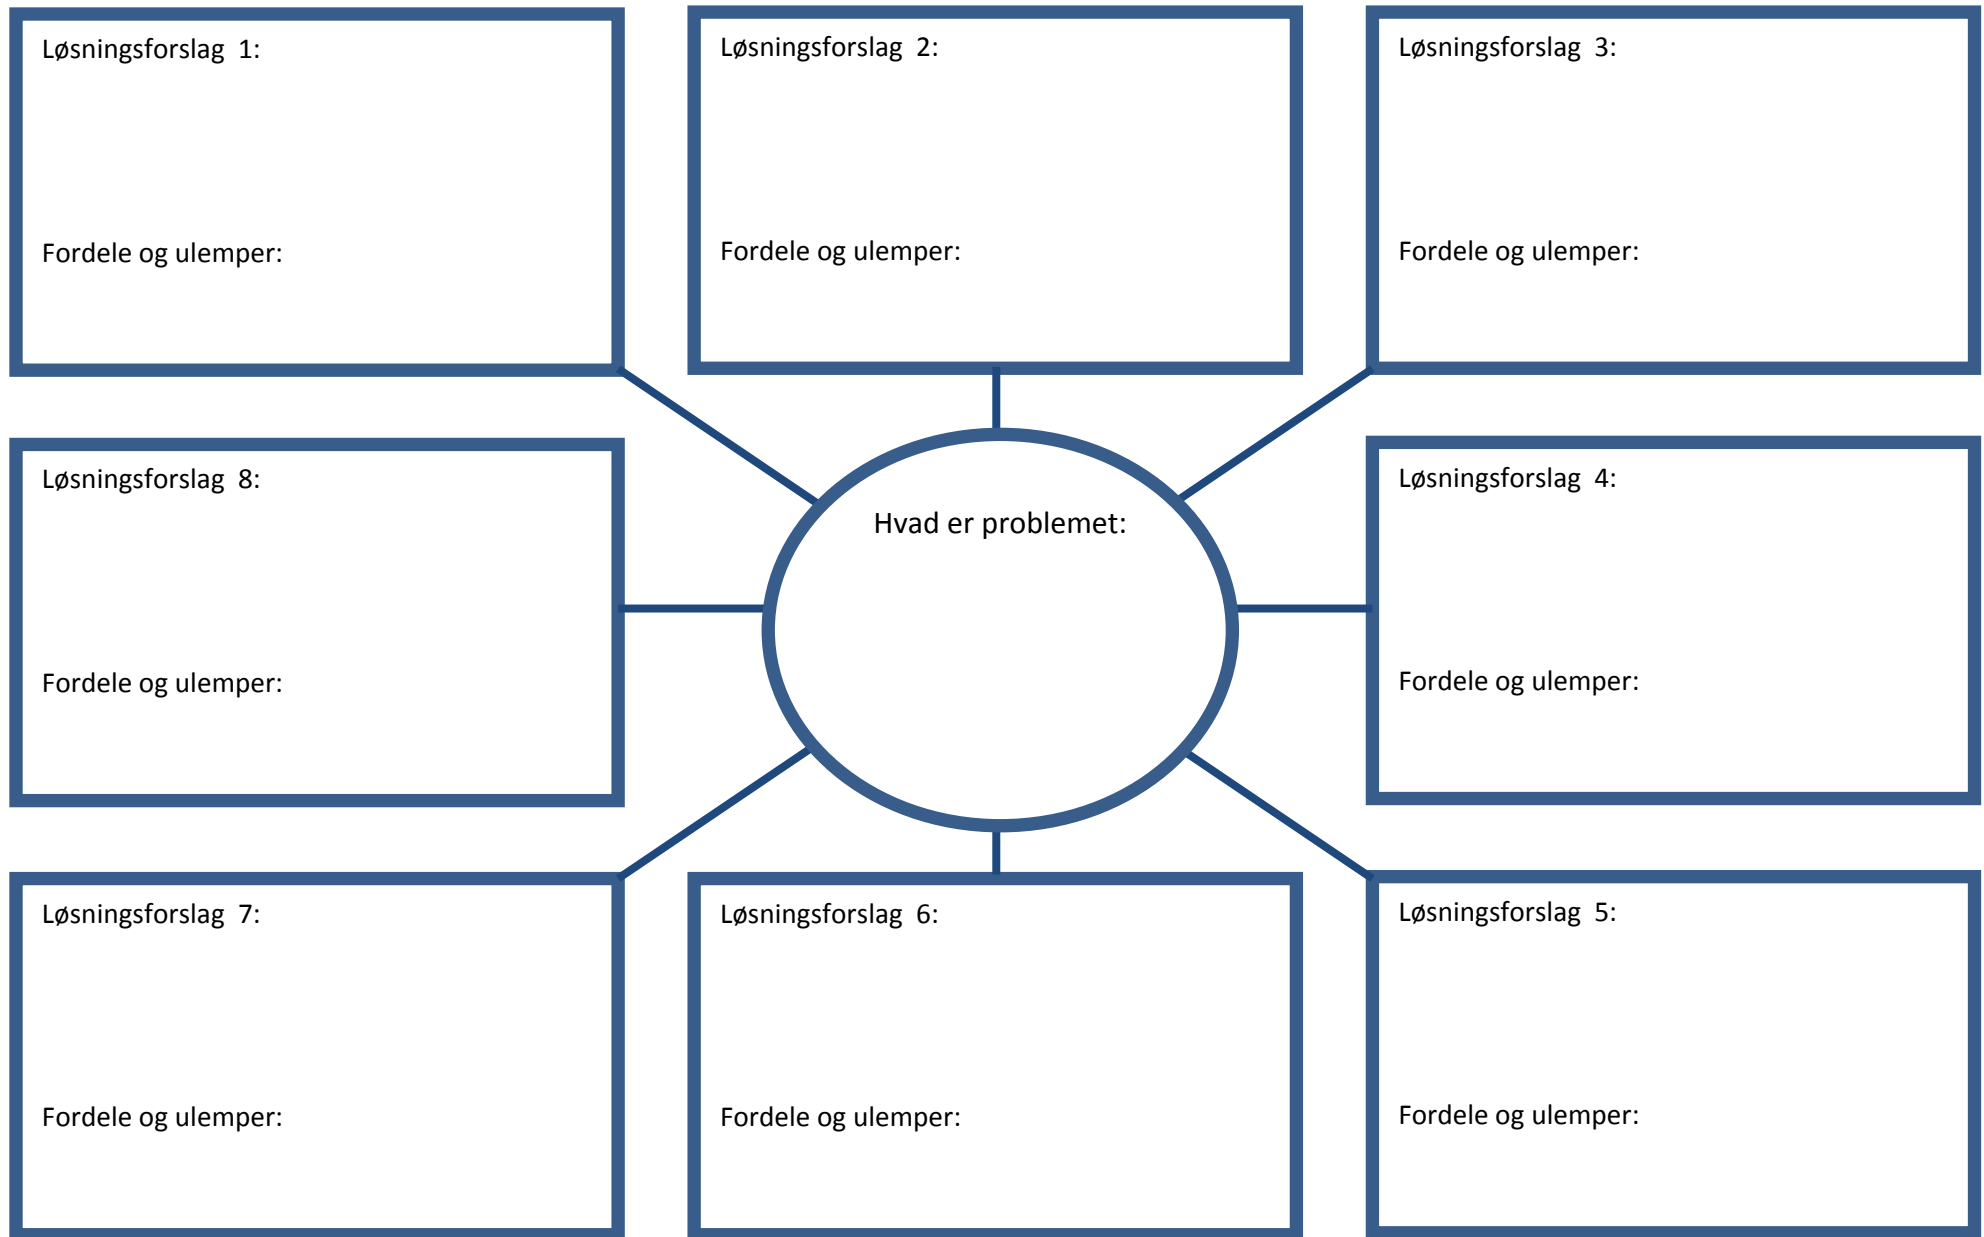 Løsningsforslag  1:
Fordele og ulemper:
Løsningsforslag  2:
Fordele og ulemper:
Løsningsforslag  3:
Fordele og ulemper:
Løsningsforslag  8:
Fordele og ulemper:
Hvad er problemet:
Løsningsforslag  4:
Fordele og ulemper:
Løsningsforslag  7:
Fordele og ulemper:
Løsningsforslag  6:
Fordele og ulemper:
Løsningsforslag  5:
Fordele og ulemper: